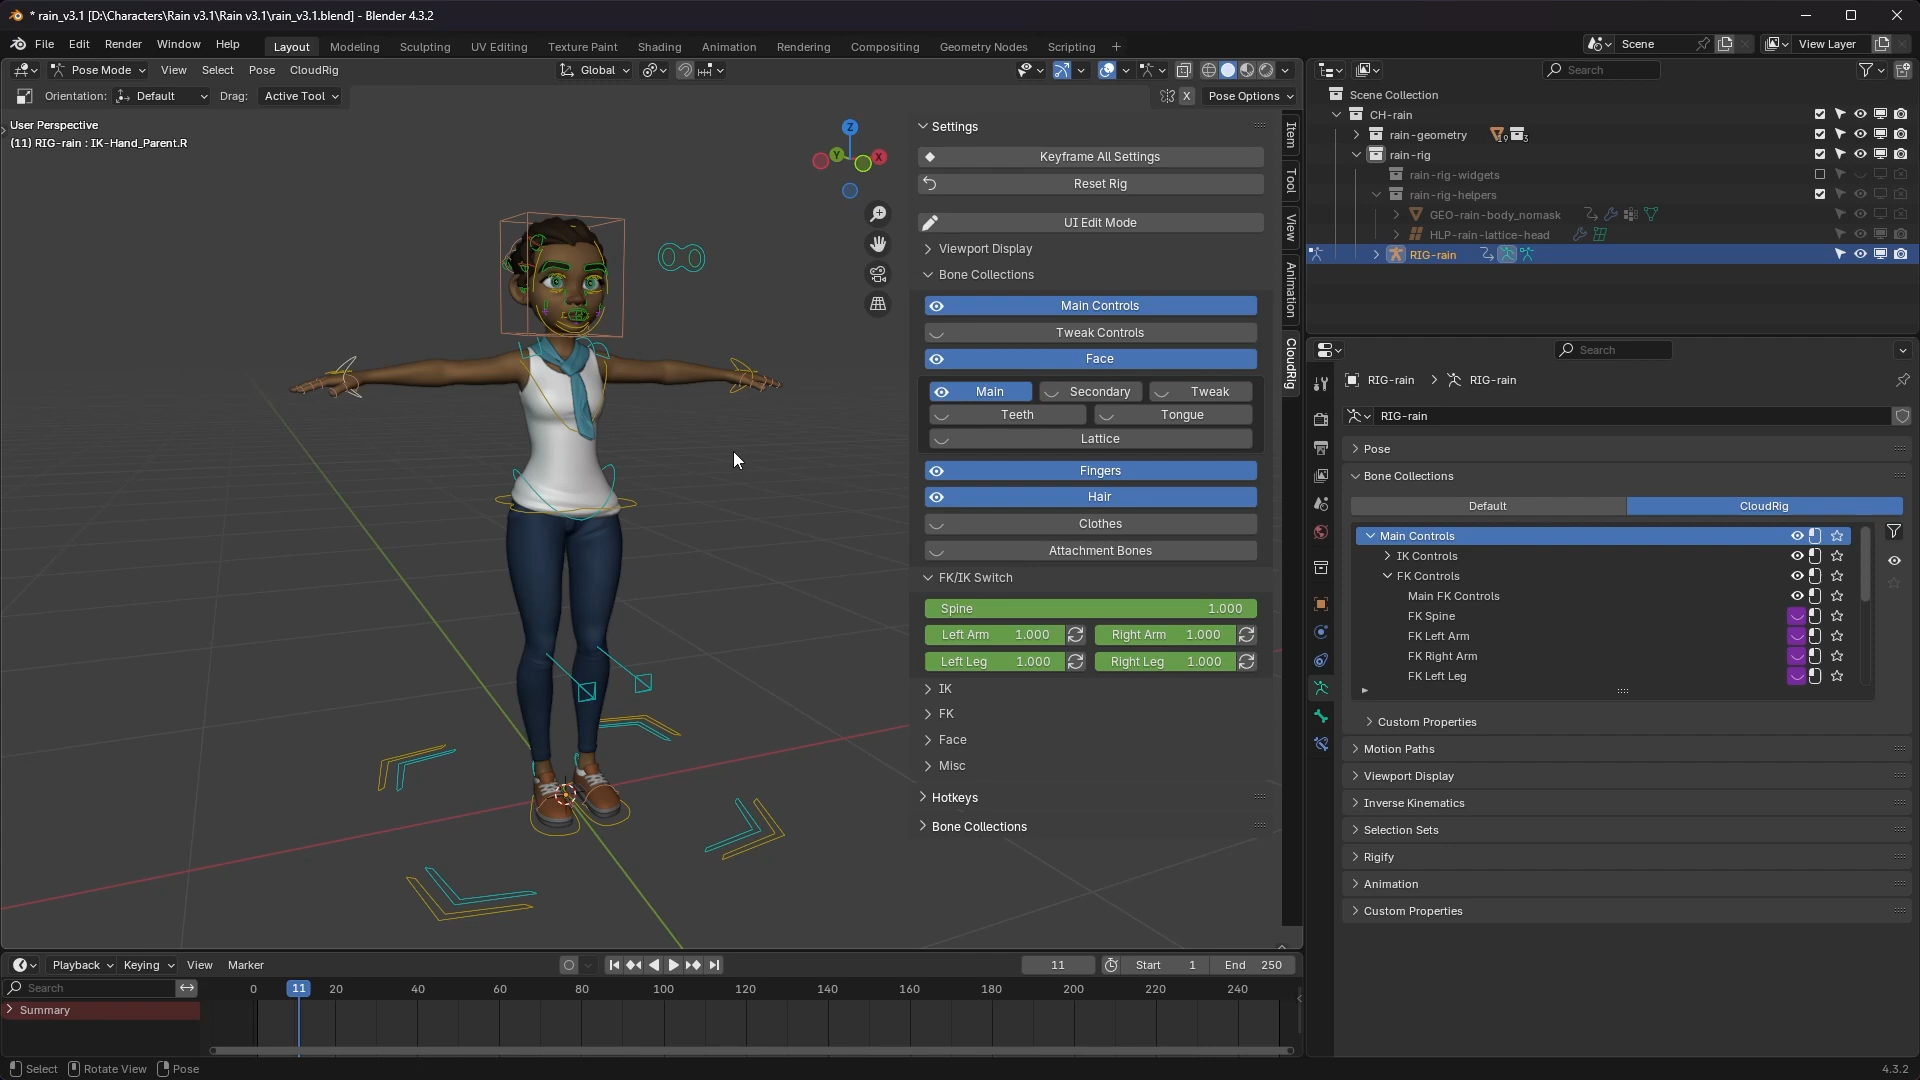 * rain_v3.1 [D:\Characters\Rain v3.1\Rain v3.1\rain_v3.1.blend] - Blender 4.3.2
File Edit Render Window Help Layout Modeling Sculpting UV Editing Texture Paint Shading Animation Rendering Compositing Geometry Nodes Scripting + Scene View Layer
Pose Mode View Select Pose CloudRig Global
Orientation: Default Drag: Active Tool X Pose Options
User Perspective
(11) RIG-rain : IK-Hand_Parent.R
Z
Y
X
Settings
Keyframe All Settings
Reset Rig
UI Edit Mode
Viewport Display
Bone Collections
Main Controls
Tweak Controls
Face
Main Secondary Tweak
Teeth Tongue
Lattice
Fingers
Hair
Clothes
Attachment Bones
FK/IK Switch
Spine 1.000
Left Arm 1.000 Right Arm 1.000
Left Leg 1.000 Right Leg 1.000
IK
FK
Face
Misc
Hotkeys
Bone Collections
Item
Tool
View
Animation
CloudRig
Search
Scene Collection
CH-rain
rain-geometry 19 3
rain-rig
rain-rig-widgets
rain-rig-helpers
GEO-rain-body_nomask
HLP-rain-lattice-head
RIG-rain
Search
RIG-rain RIG-rain
RIG-rain
Pose
Bone Collections
Default CloudRig
Main Controls
IK Controls
FK Controls
Main FK Controls
FK Spine
FK Left Arm
FK Right Arm
FK Left Leg
Custom Properties
Motion Paths
Viewport Display
Inverse Kinematics
Selection Sets
Rigify
Animation
Custom Properties
Playback Keying View Marker 11 Start 1 End 250
Search 0 11 20 40 60 80 100 120 140 160 180 200 220 240
Summary
Select Rotate View Pose 4.3.2